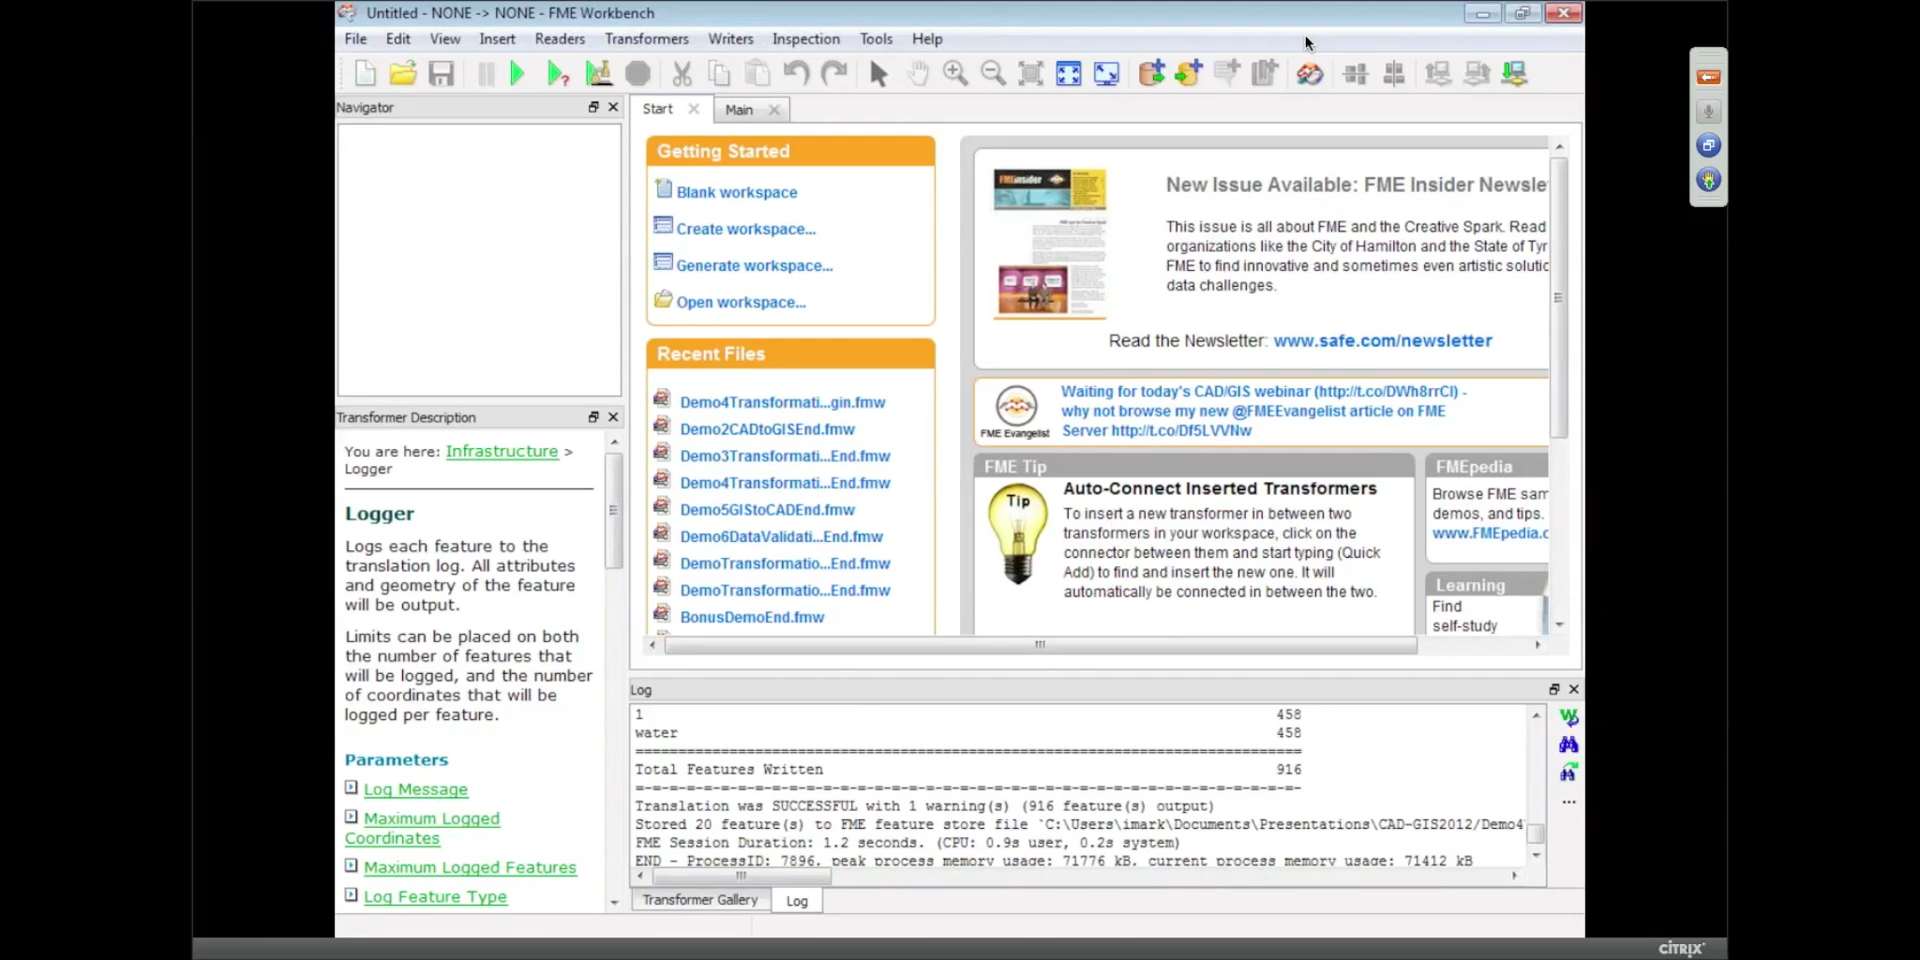 Untitled - NONE -> NONE - FME Workbench
File Edit View Insert Readers Transformers Writers Inspection Tools Help
Navigator
Start Main
Getting Started
Blank workspace
Create workspace...
Generate workspace...
Open workspace...
Recent Files
Demo4Transformati...gin.fmw
Demo2CADtoGISEnd.fmw
Demo3Transformati...End.fmw
Demo4Transformati...End.fmw
Demo5GIStoCADEnd.fmw
Demo6DataValidati...End.fmw
DemoTransformatio...End.fmw
DemoTransformatio...End.fmw
BonusDemoEnd.fmw
FMEinsider
New Issue Available: FME Insider Newsle
This issue is all about FME and the Creative Spark. Read
organizations like the City of Hamilton and the State of Tyr
FME to find innovative and sometimes even artistic solutic
data challenges.
Read the Newsletter: www.safe.com/newsletter
FME Evangelist
Waiting for today's CAD/GIS webinar (http://t.co/DWh8rrCl) -
why not browse my new @FMEEvangelist article on FME
Server http://t.co/Df5LVVNw
FME Tip
Tip
Auto-Connect Inserted Transformers
To insert a new transformer in between two
transformers in your workspace, click on the
connector between them and start typing (Quick
Add) to find and insert the new one. It will
automatically be connected in between the two.
FMEpedia
Browse FME sam
demos, and tips.
www.FMEpedia.c
Learning
Find
self-study
Transformer Description
You are here: Infrastructure >
Logger
Logger
Logs each feature to the
translation log. All attributes
and geometry of the feature
will be output.
Limits can be placed on both
the number of features that
will be logged, and the number
of coordinates that will be
logged per feature.
Parameters
Log Message
Maximum Logged
Coordinates
Maximum Logged Features
Log Feature Type
Log
1 458
water 458
==============================================================================
Total Features Written 916
=-=-=-=-=-=-=-=-=-=-=-=-=-=-=-=-=-=-=-=-=-=-=-=-=-=-=-=-=-=-=-=-=-=-=-=-=-=-
Translation was SUCCESSFUL with 1 warning(s) (916 feature(s) output)
Stored 20 feature(s) to FME feature store file `C:\Users\imark\Documents\Presentations\CAD-GIS2012/Demo4
FME Session Duration: 1.2 seconds. (CPU: 0.9s user, 0.2s system)
END - ProcessID: 7896, peak process memory usage: 71776 kB, current process memory usage: 71412 kB
Transformer Gallery Log
CITRIX